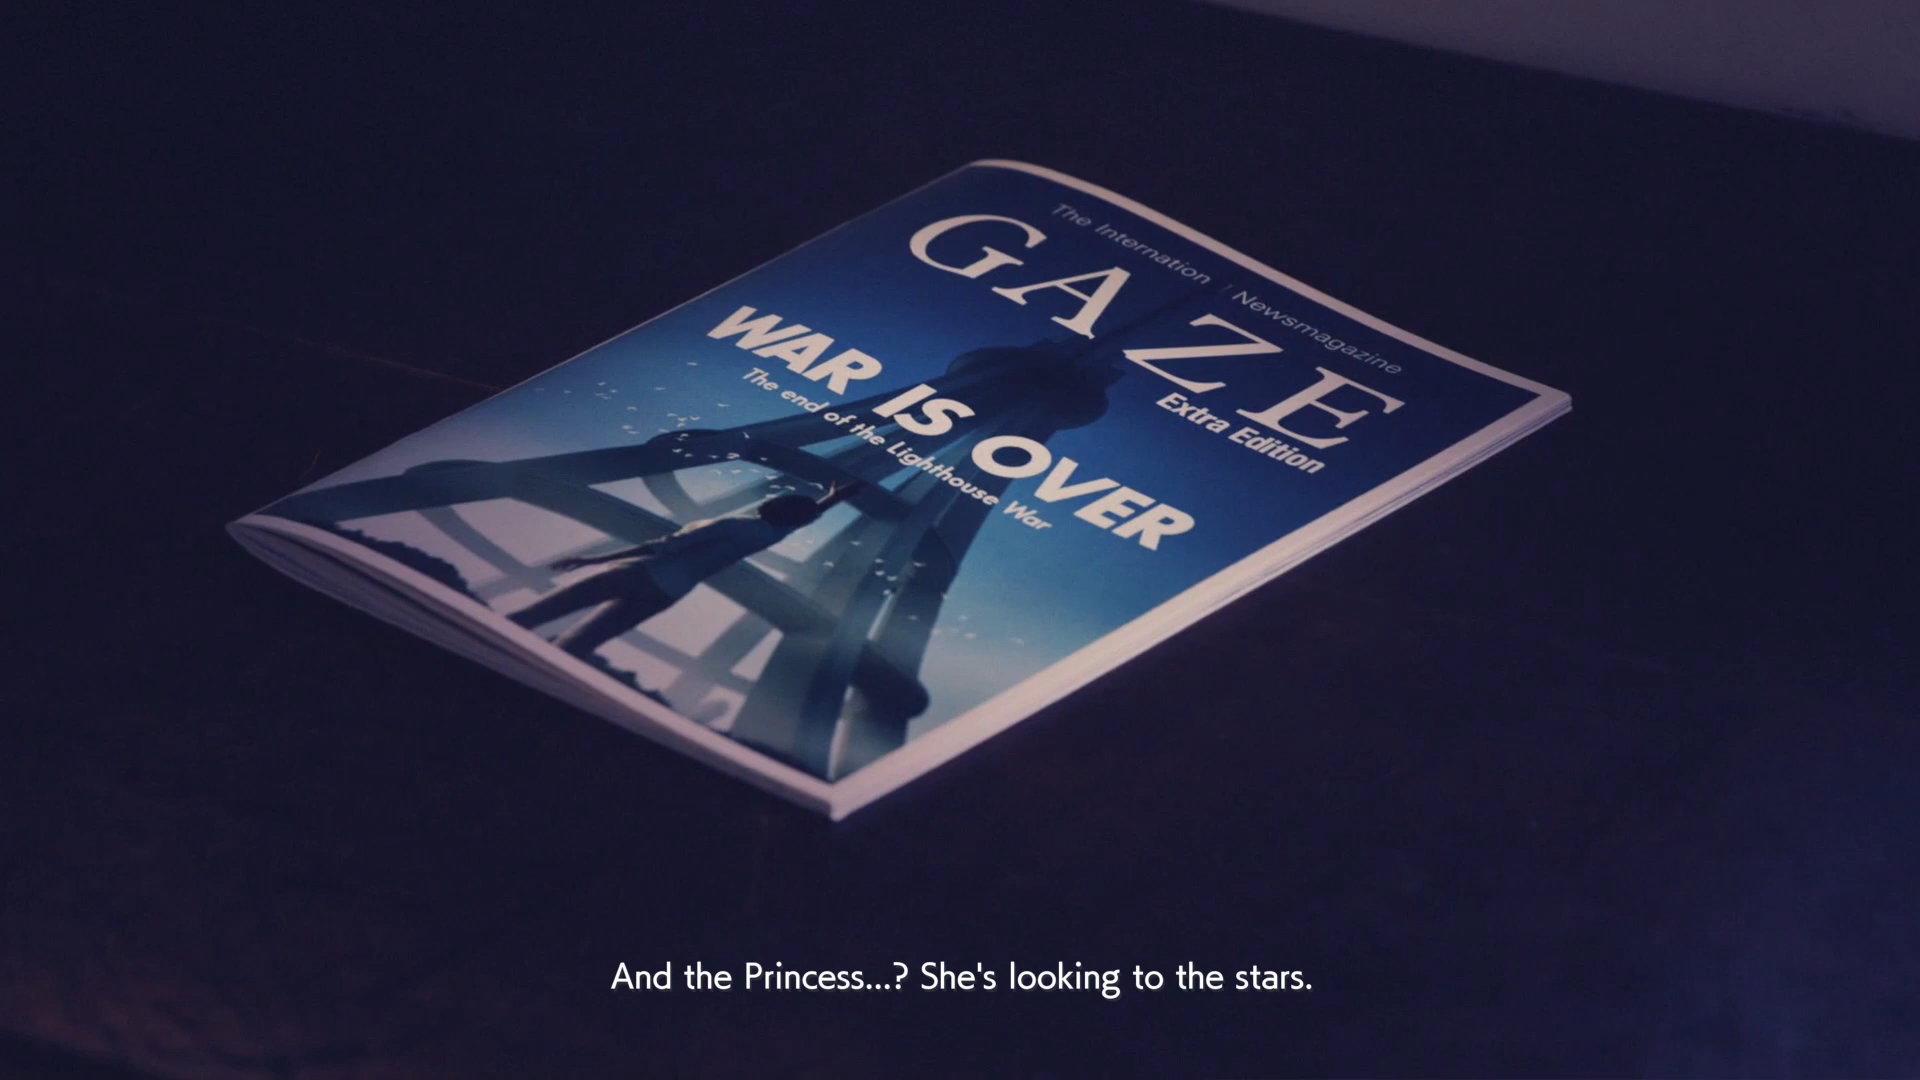 The Internation Newsmagazine
GAZE
Extra Edition
WAR IS OVER
The end of the Lighthouse War
And the Princess...? She's looking to the stars.